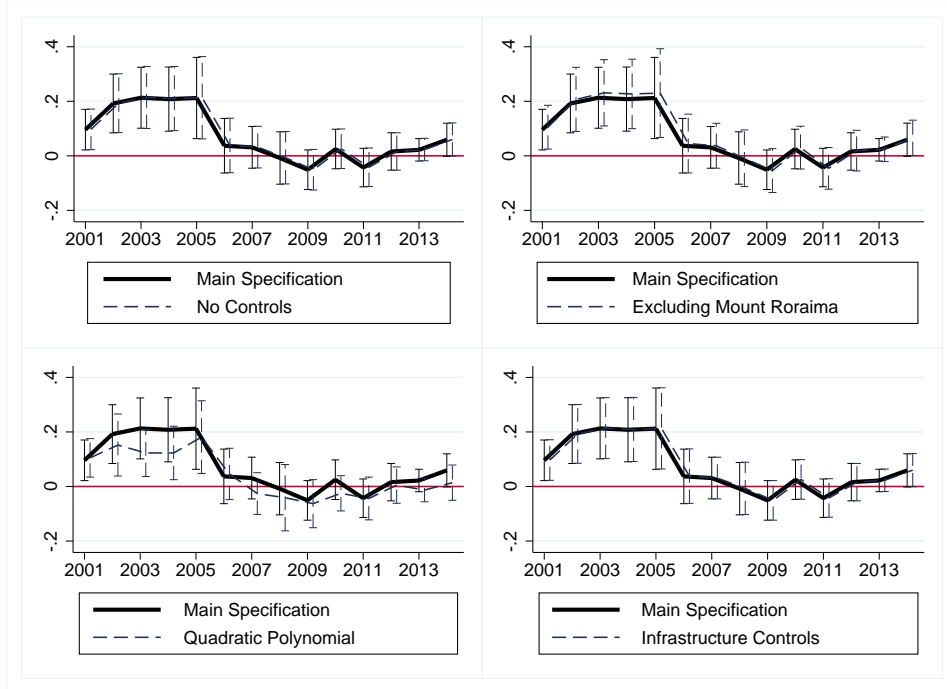 .4
.2
0
-.2
2001 2003 2005 2007 2009 2011 2013
Main Specification
No Controls
.4
.2
0
-.2
2001 2003 2005 2007 2009 2011 2013
Main Specification
Excluding Mount Roraima
.4
.2
0
-.2
2001 2003 2005 2007 2009 2011 2013
Main Specification
Quadratic Polynomial
.4
.2
0
-.2
2001 2003 2005 2007 2009 2011 2013
Main Specification
Infrastructure Controls